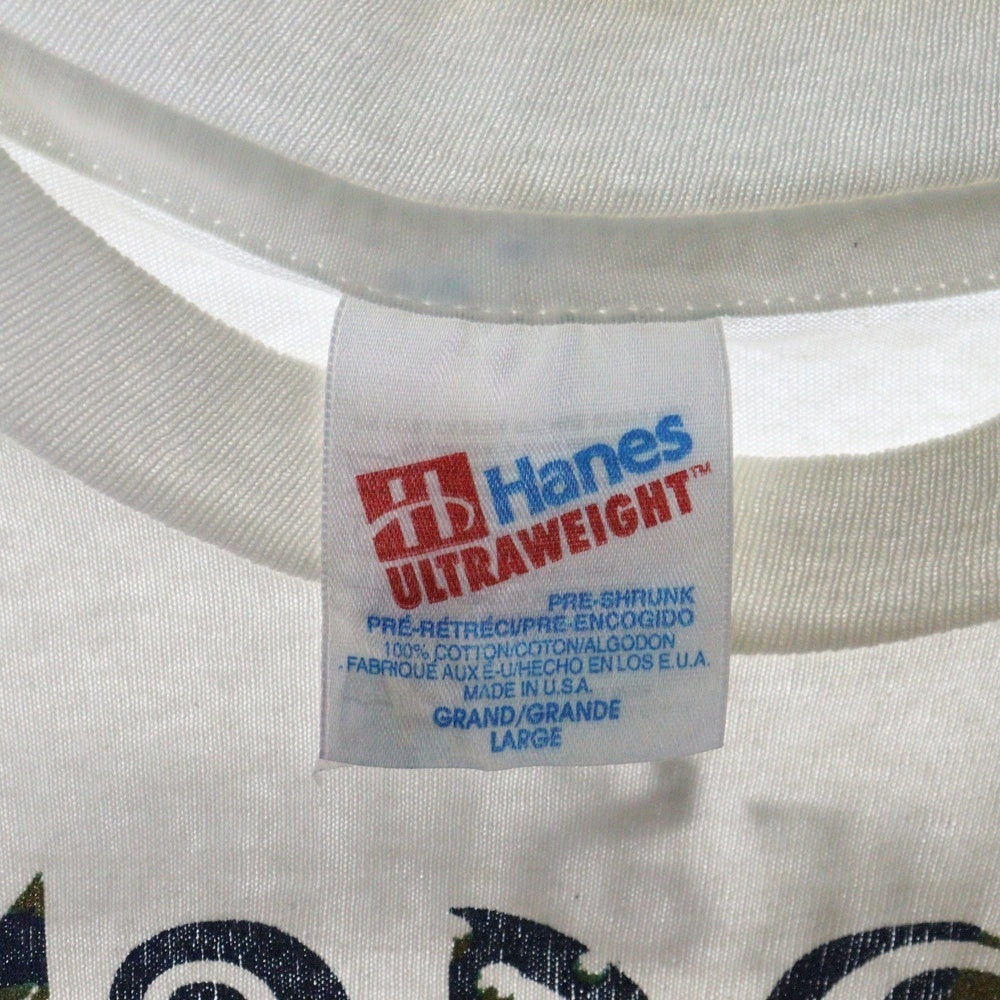 Hanes
ULTRAWEIGHT™
PRE-SHRUNK
PRÉ-RÉTRÉCI/PRE-ENCOGIDO
100% COTTON/COTON/ALGODON
FABRIQUE AUX É-U/HECHO EN LOS E.U.A.
MADE IN U.S.A.
GRAND/GRANDE
LARGE